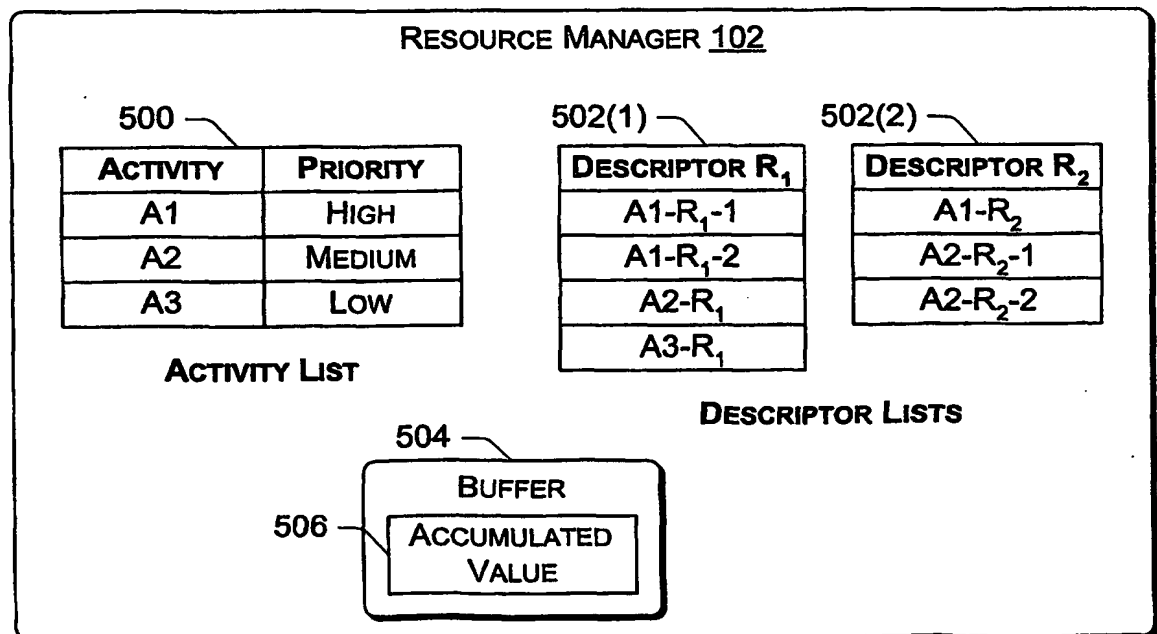 RESOURCE MANAGER 102
500
ACTIVITY PRIORITY
A1 HIGH
A2 MEDIUM
A3 LOW
ACTIVITY LIST
502(1)
DESCRIPTOR R₁
A1-R₁-1
A1-R₁-2
A2-R₁
A3-R₁
502(2)
DESCRIPTOR R₂
A1-R₂
A2-R₂-1
A2-R₂-2
DESCRIPTOR LISTS
504
BUFFER
506
ACCUMULATED
VALUE